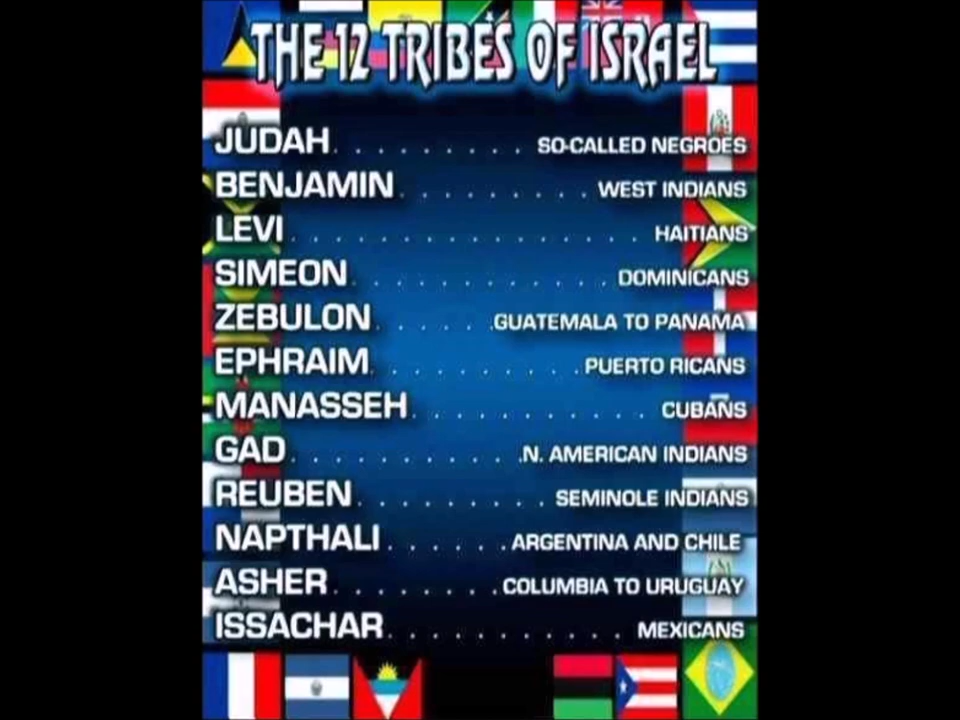 THE 12 TRIBES OF ISRAEL
JUDAH . . . . . . . . . SO-CALLED NEGROES
BENJAMIN . . . . . . . . . WEST INDIANS
LEVI . . . . . . . . . . . . . . . . . HAITIANS
SIMEON . . . . . . . . . . . . . DOMINICANS
ZEBULON . . . . . . GUATEMALA TO PANAMA
EPHRAIM . . . . . . . . . . PUERTO RICANS
MANASSEH . . . . . . . . . . . . CUBANS
GAD . . . . . . . . . . . N. AMERICAN INDIANS
REUBEN . . . . . . . . . SEMINOLE INDIANS
NAPTHALI . . . . . . ARGENTINA AND CHILE
ASHER . . . . . . . . COLUMBIA TO URUGUAY
ISSACHAR . . . . . . . . . . . . MEXICANS